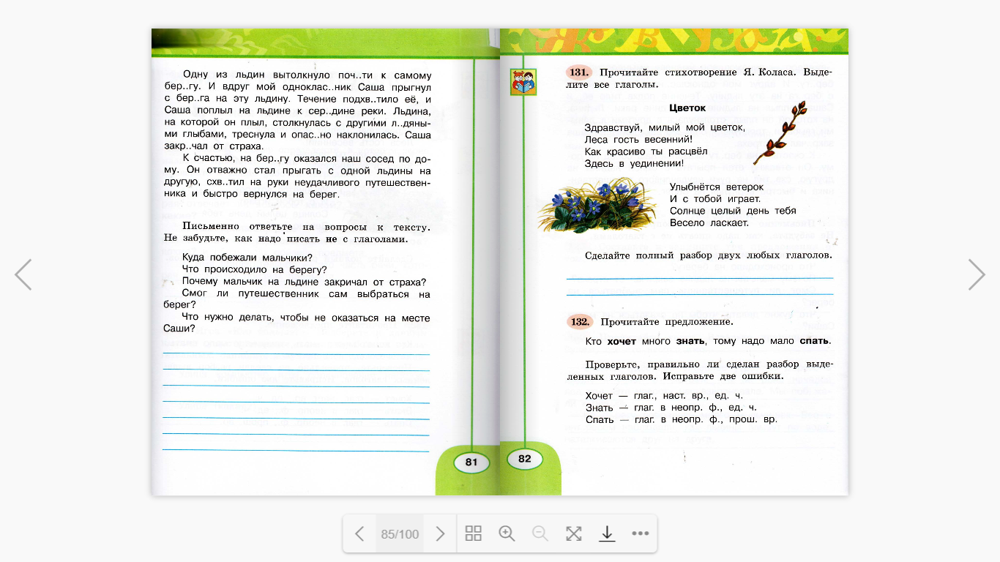 Одну из льдин вытолкнуло поч..ти к самому
бер..гу. И вдруг мой одноклас..ник Саша прыгнул
с бер..га на эту льдину. Течение подхв..тило её, и
Саша поплыл на льдине к сер..дине реки. Льдина,
на которой он плыл, столкнулась с другими л..дяны-
ми глыбами, треснула и опас..но наклонилась. Саша
закр..чал от страха.
К счастью, на бер..гу оказался наш сосед по до-
му. Он отважно стал прыгать с одной льдины на
другую, схв..тил на руки неудачливого путешествен-
ника и быстро вернулся на берег.
Письменно ответьте на вопросы к тексту.
Не забудьте, как надо писать не с глаголами.
Куда побежали мальчики?
Что происходило на берегу?
Почему мальчик на льдине закричал от страха?
Смог ли путешественник сам выбраться на
берег?
Что нужно делать, чтобы не оказаться на месте
Саши?
81
131. Прочитайте стихотворение Я. Коласа. Выде-
лите все глаголы.
Цветок
Здравствуй, милый мой цветок,
Леса гость весенний!
Как красиво ты расцвёл
Здесь в уединении!
Улыбнётся ветерок
И с тобой играет.
Солнце целый день тебя
Весело ласкает.
Сделайте полный разбор двух любых глаголов.
132. Прочитайте предложение.
Кто хочет много знать, тому надо мало спать.
Проверьте, правильно ли сделан разбор выде-
ленных глаголов. Исправьте две ошибки.
Хочет — глаг., наст. вр., ед. ч.
Знать — глаг. в неопр. ф., ед. ч.
Спать — глаг. в неопр. ф., прош. вр.
82
85/100